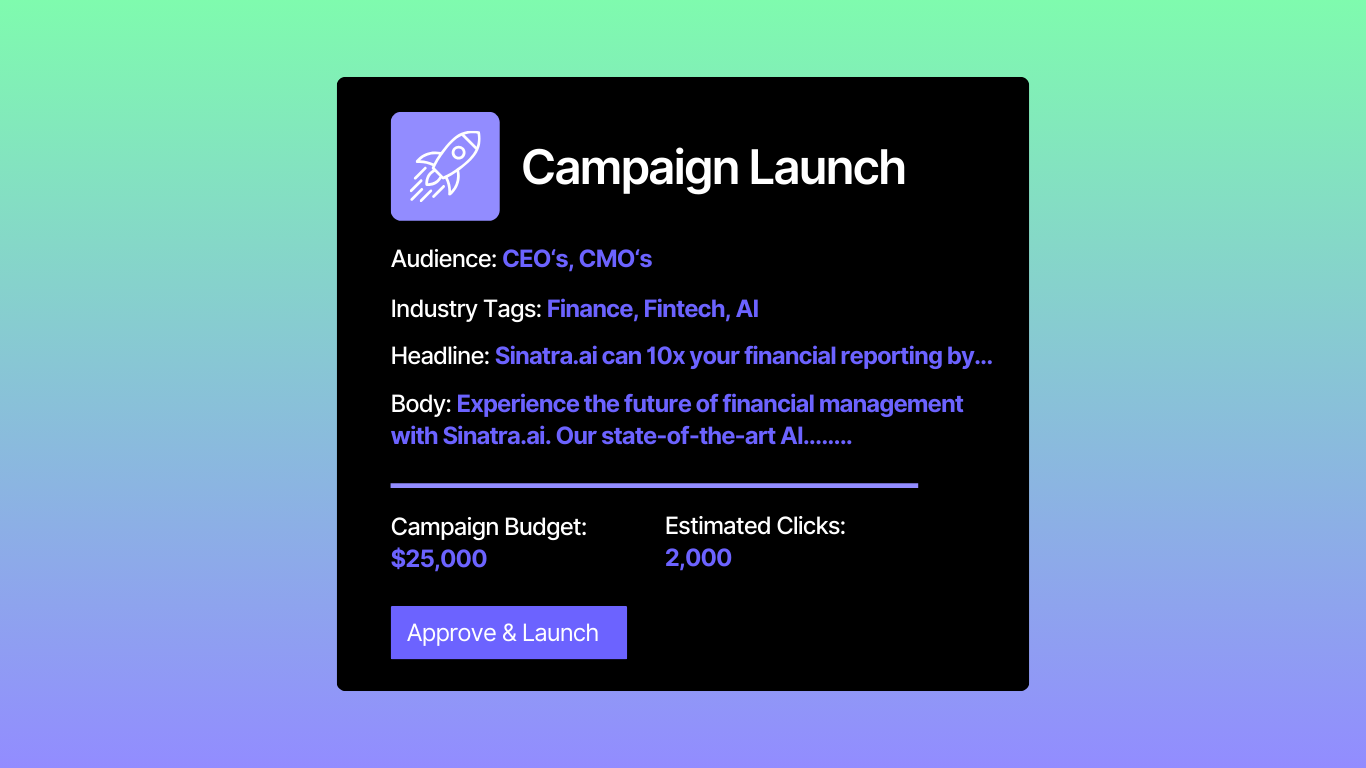 Campaign Launch
Audience: CEO‘s, CMO‘s
Industry Tags: Finance, Fintech, AI
Headline: Sinatra.ai can 10x your financial reporting by...
Body: Experience the future of financial management
with Sinatra.ai. Our state-of-the-art AI........
Campaign Budget:
$25,000
Estimated Clicks:
2,000
Approve & Launch